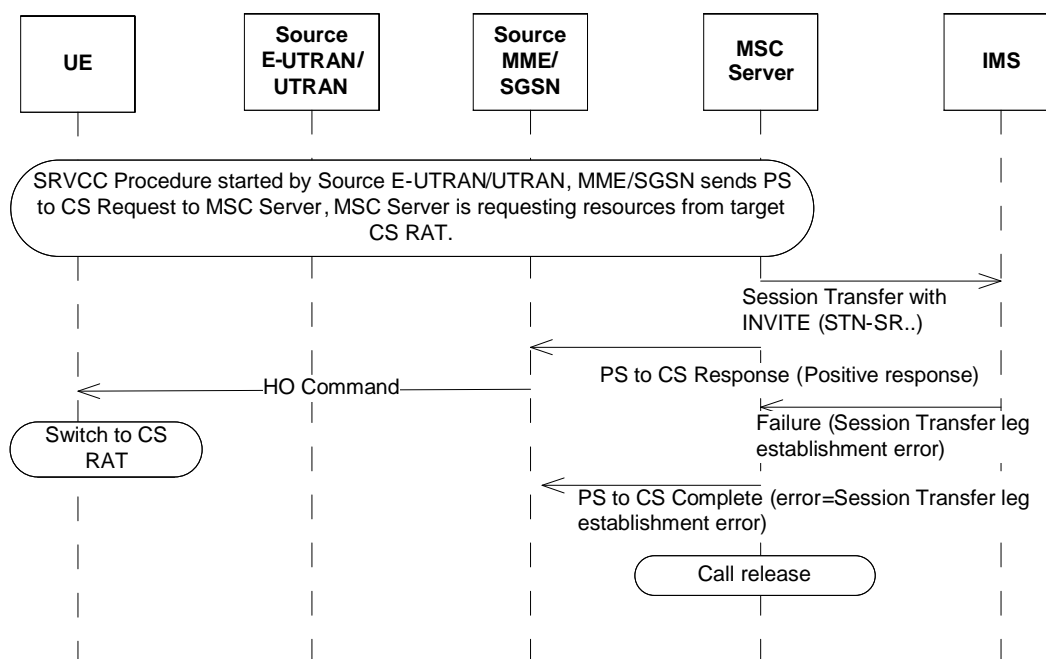 UE
Source
E-UTRAN/
UTRAN
Source
MME/
SGSN
MSC
Server
IMS
SRVCC Procedure started by Source E-UTRAN/UTRAN, MME/SGSN sends PS
to CS Request to MSC Server, MSC Server is requesting resources from target
CS RAT.
Session Transfer with
INVITE (STN-SR..)
PS to CS Response (Positive response)
HO Command
Failure (Session Transfer leg
establishment error)
Switch to CS
RAT
PS to CS Complete (error=Session Transfer leg
establishment error)
Call release